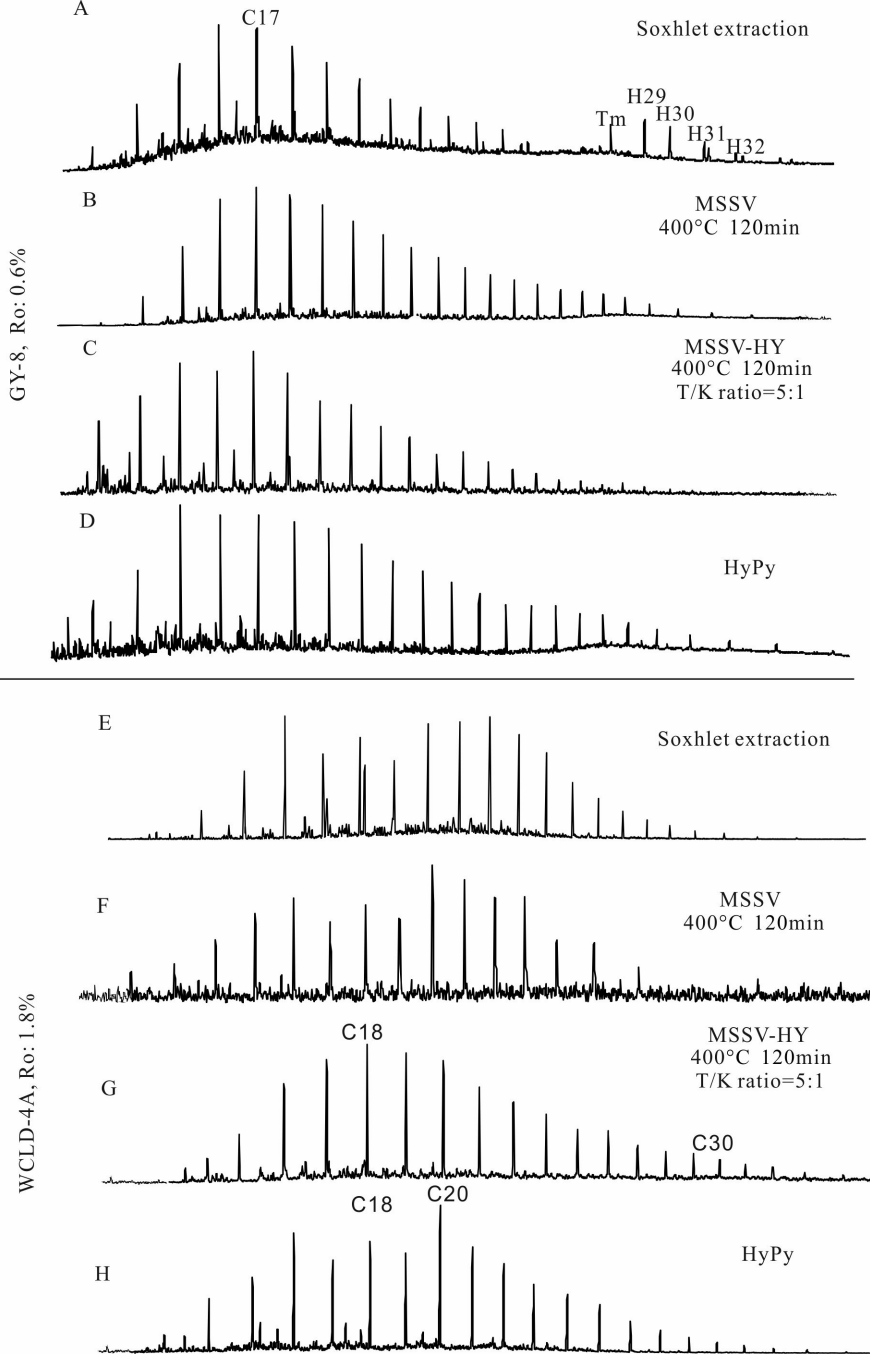 A
C17
Soxhlet extraction
Tm
H29
H30
H31
H32
B
MSSV
400°C 120min
GY-8, Ro: 0.6%
C
MSSV-HY
400°C 120min
T/K ratio=5:1
D
HyPy
E
Soxhlet extraction
F
MSSV
400°C 120min
WCLD-4A, Ro: 1.8%
C18
MSSV-HY
400°C 120min
T/K ratio=5:1
G
C30
C18
C20
H
HyPy